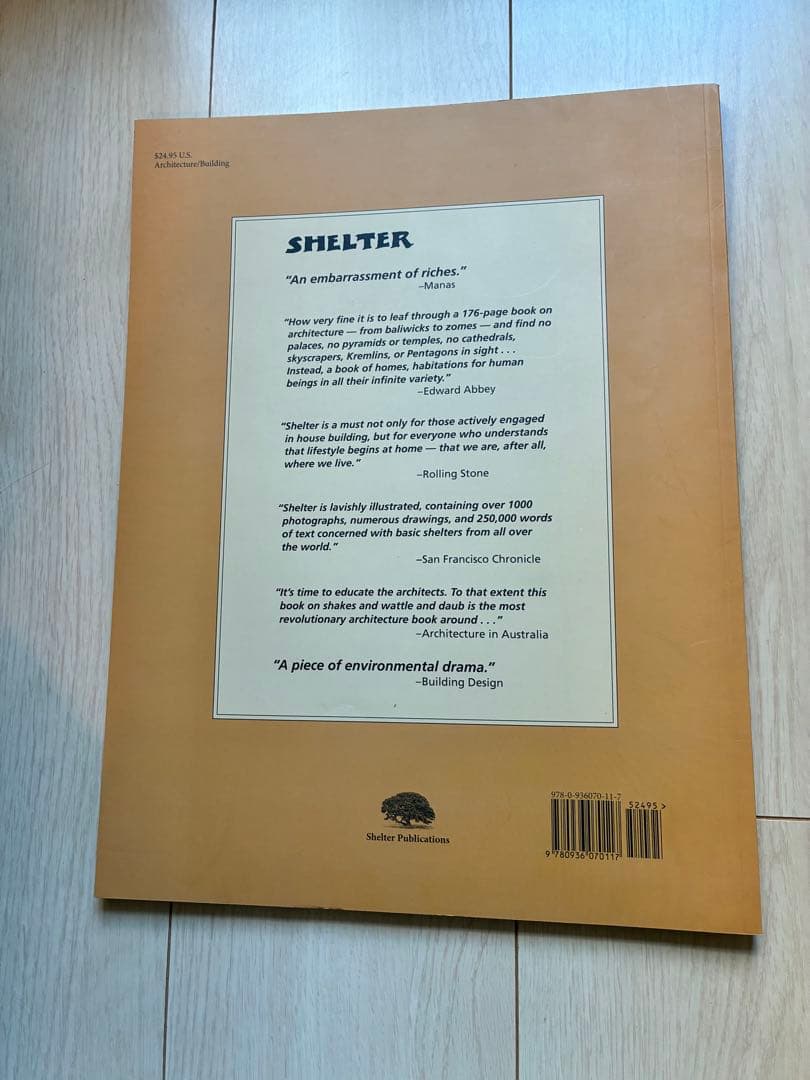 $24.95 U.S.
Architecture/Building
SHELTER
“An embarrassment of riches.”
–Manas
“How very fine it is to leaf through a 176-page book on
architecture — from baliwicks to zomes — and find no
palaces, no pyramids or temples, no cathedrals,
skyscrapers, Kremlins, or Pentagons in sight . . .
Instead, a book of homes, habitations for human
beings in all their infinite variety.”
–Edward Abbey
“Shelter is a must not only for those actively engaged
in house building, but for everyone who understands
that lifestyle begins at home — that we are, after all,
where we live.”
–Rolling Stone
“Shelter is lavishly illustrated, containing over 1000
photographs, numerous drawings, and 250,000 words
of text concerned with basic shelters from all over
the world.”
–San Francisco Chronicle
“It’s time to educate the architects. To that extent this
book on shakes and wattle and daub is the most
revolutionary architecture book around . . .”
–Architecture in Australia
“A piece of environmental drama.”
–Building Design
Shelter Publications
978-0-936070-11-7
52495 >
9 780936 070117